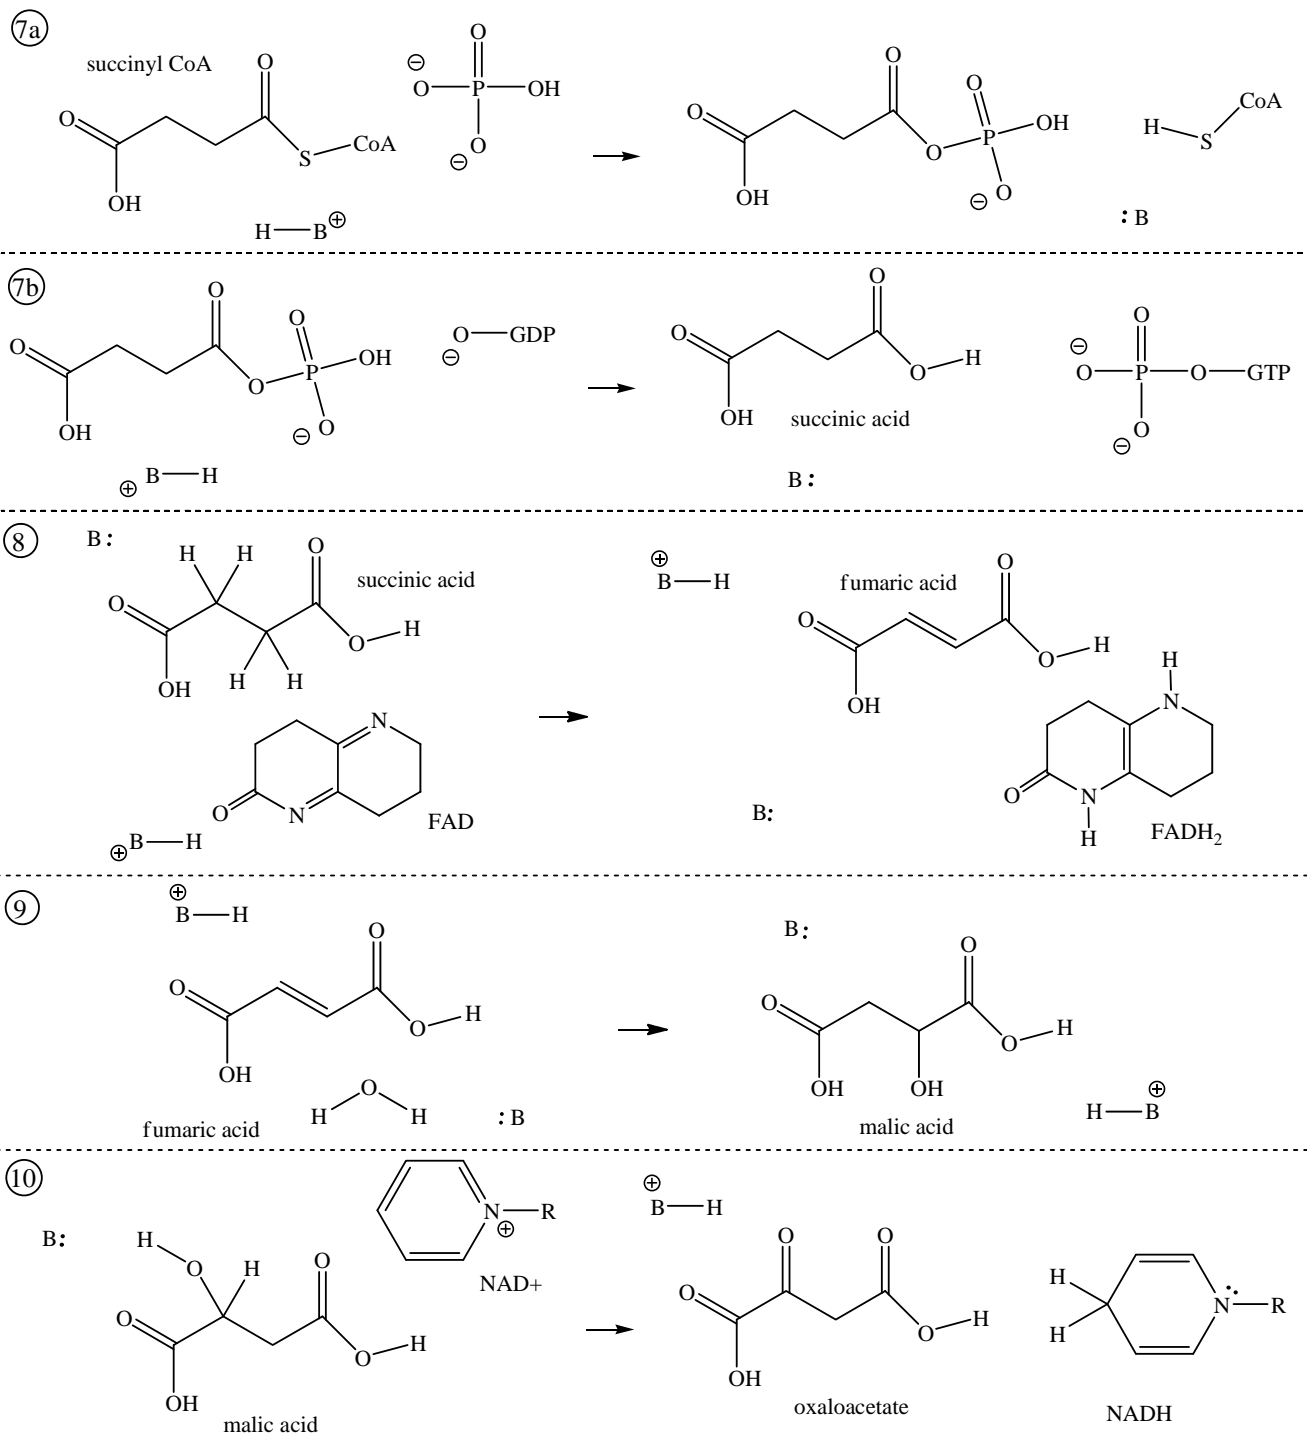 7a
succinyl CoA
O
O
OH
S
CoA
H
B
⊕
⊖
O
P
O
OH
O
⊖
O
OH
O
O
P
O
OH
O
⊖
H
S
CoA
: B
7b
O
OH
O
O
P
O
OH
O
⊖
O
GDP
⊖
⊕
B
H
O
OH
O
O
H
succinic acid
B :
⊖
O
P
O
O
⊖
O
GTP
8
B :
H
H
O
succinic acid
O
O
H
OH
H
H
N
O
N
FAD
⊕
B
H
⊕
B
H
fumaric acid
O
O
O
H
OH
H
N
O
N
H
FADH2
B:
9
⊕
B
H
O
O
O
H
OH
O
H
H
: B
fumaric acid
B :
O
O
O
H
OH
OH
malic acid
H
B
⊕
10
B:
H
O
H
O
O
O
H
OH
malic acid
N
⊕
R
NAD+
⊕
B
H
O
O
O
O
H
OH
oxaloacetate
H
H
N
:
R
NADH